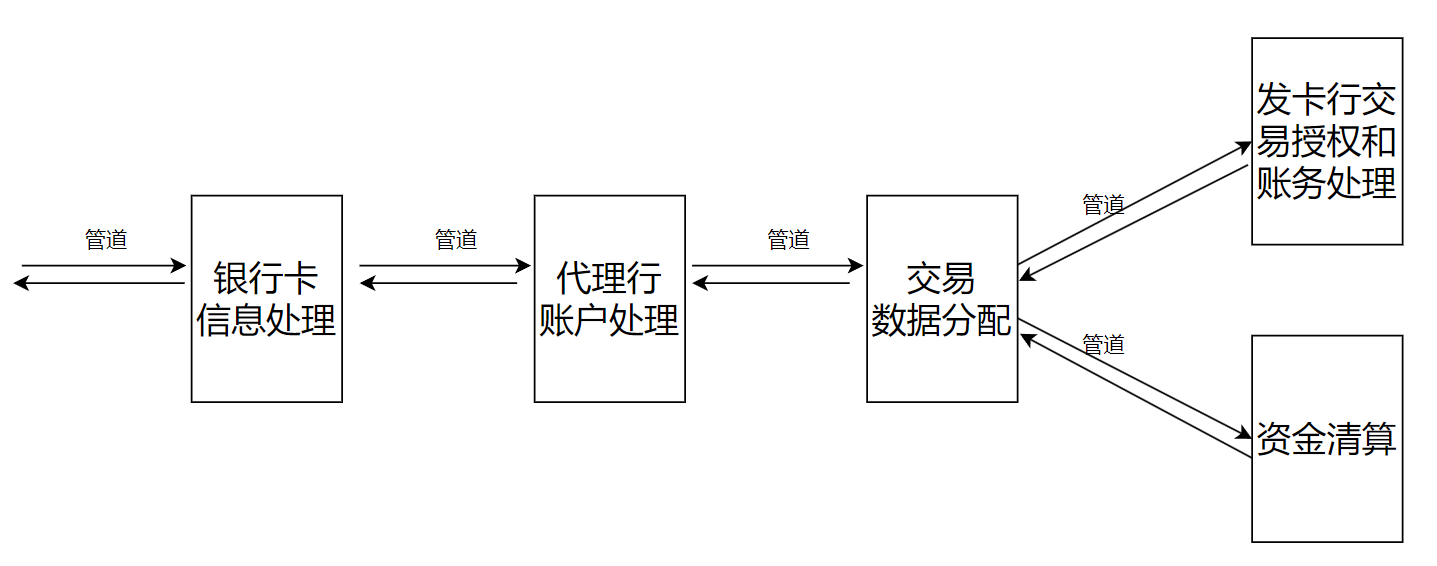 管道
银行卡
信息处理
管道
代理行
账户处理
管道
交易
数据分配
管道
发卡行交
易授权和
账务处理
管道
资金清算